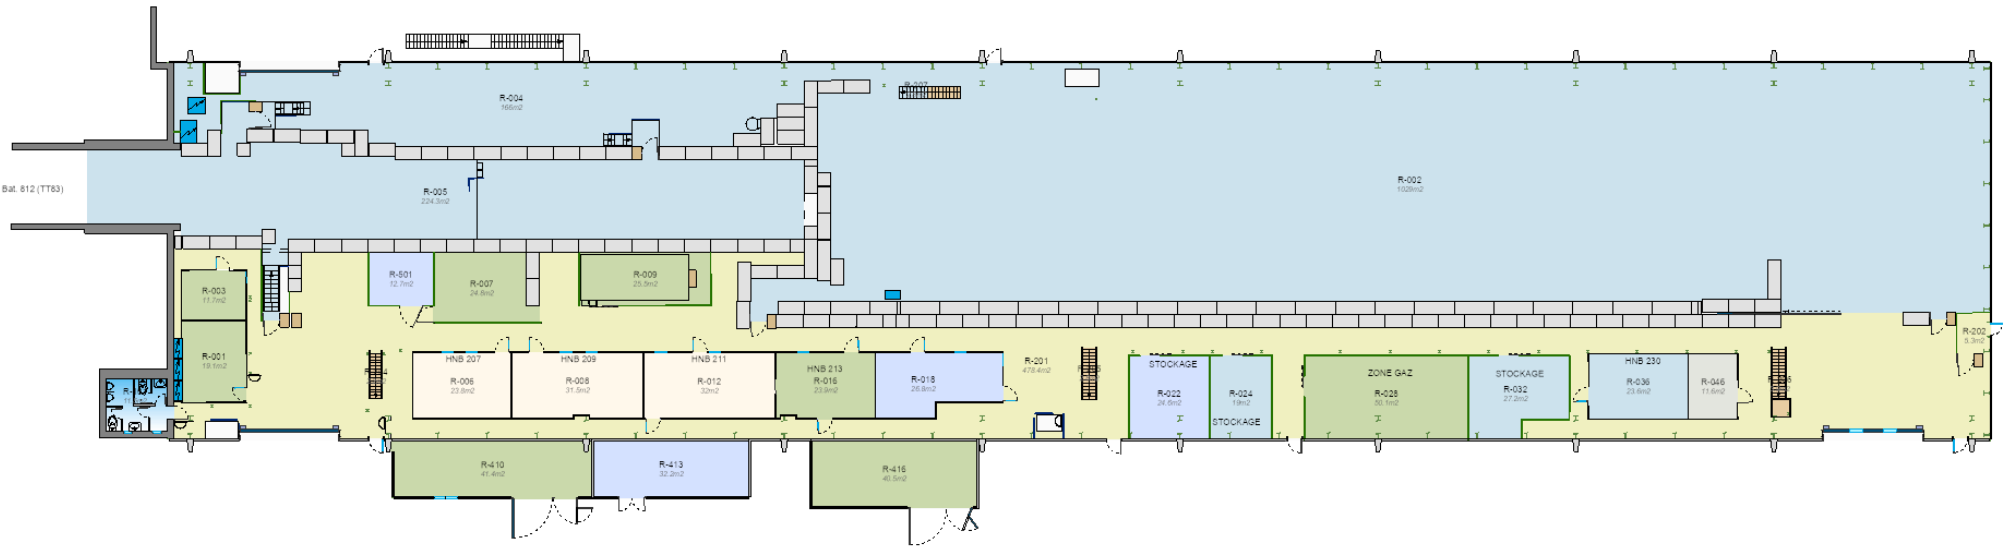 R-004
166m2
Bat. 812 (TT83)
R-005
224.3m2
R-002
1029m2
R-003
11.7m2
R-501
12.7m2
R-007
24.6m2
R-009
25.5m2
R-001
19.1m2
HNB 207
R-006
23.8m2
HNB 209
R-008
31.5m2
HNB 211
R-012
32m2
HNB 213
R-016
23.9m2
R-018
26.8m2
R-201
478.4m2
STOCKAGE
R-022
24.6m2
R-024
19m2
STOCKAGE
ZONE GAZ
R-028
50.1m2
STOCKAGE
R-032
27.2m2
HNB 230
R-036
23.6m2
R-046
11.6m2
R-202
5.3m2
R-410
41.4m2
R-413
32.2m2
R-416
40.5m2